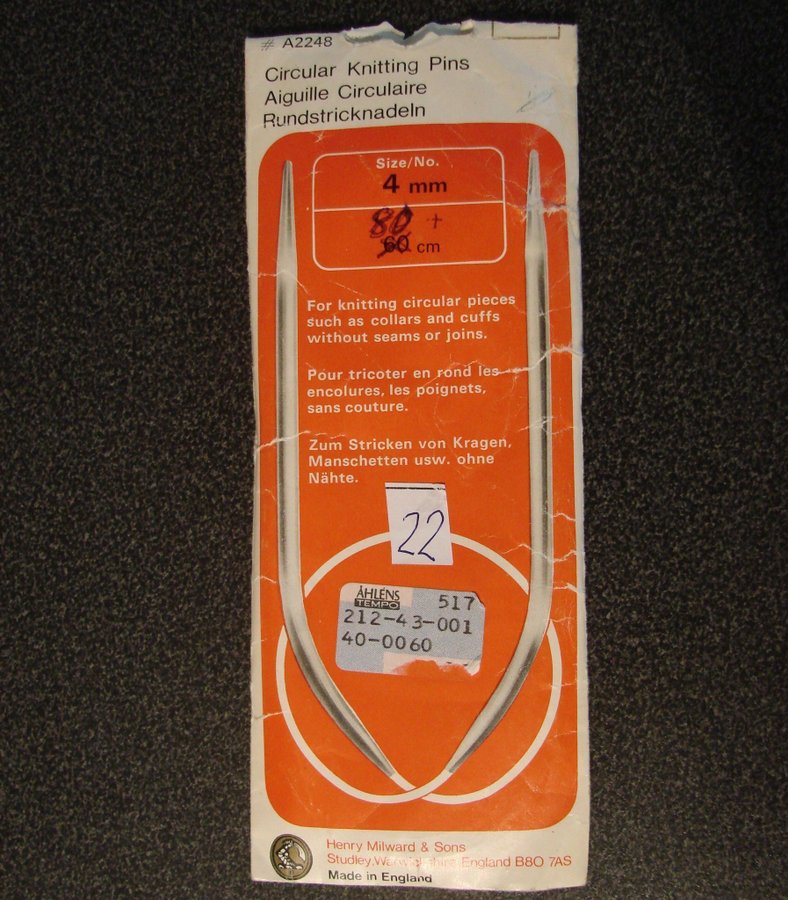 # A2248
Circular Knitting Pins
Aiguille Circulaire
Rundstricknadeln
Size/No.
4 mm
80 +
60 cm
For knitting circular pieces
such as collars and cuffs
without seams or joins.
Pour tricoter en rond les
encolures, les poignets,
sans couture.
Zum Stricken von Kragen,
Manschetten usw. ohne
Nähte.
22
ÅHLÉNS
TEMPO
517
212-43-001
40-0060
Henry Milward & Sons
Studley, Warwickshire England B80 7AS
Made in England